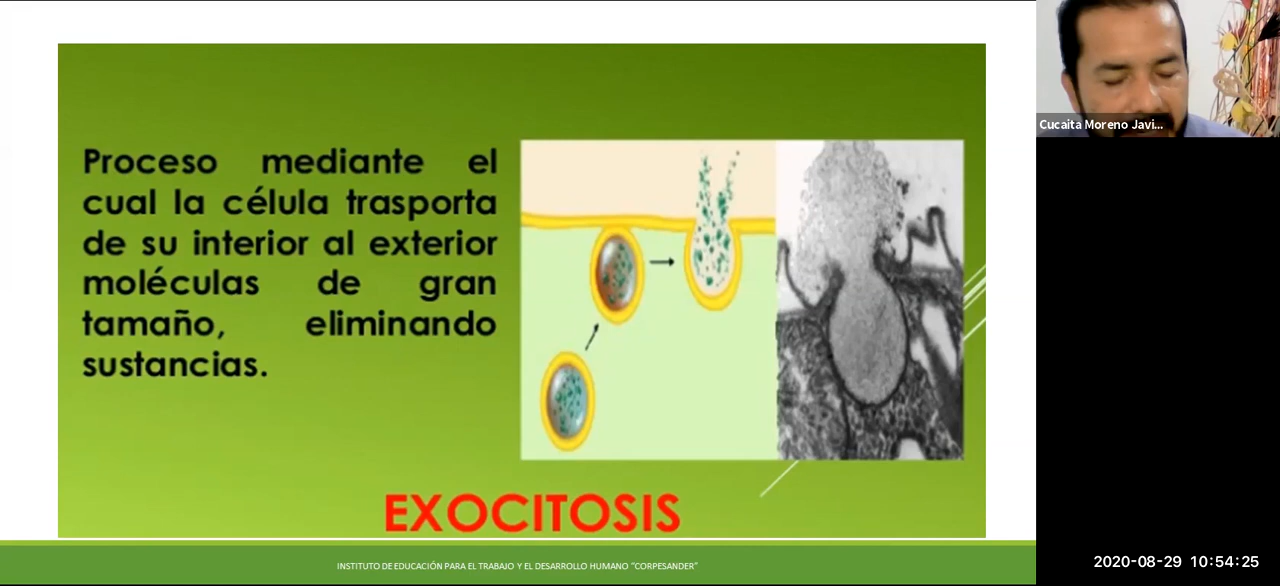 Proceso mediante el
cual la célula trasporta
de su interior al exterior
moléculas de gran
tamaño, eliminando
sustancias.
EXOCITOSIS
INSTITUTO DE EDUCACIÓN PARA EL TRABAJO Y EL DESARROLLO HUMANO “CORPESANDER”
Cucaita Moreno Javi...
2020-08-29 10:54:25